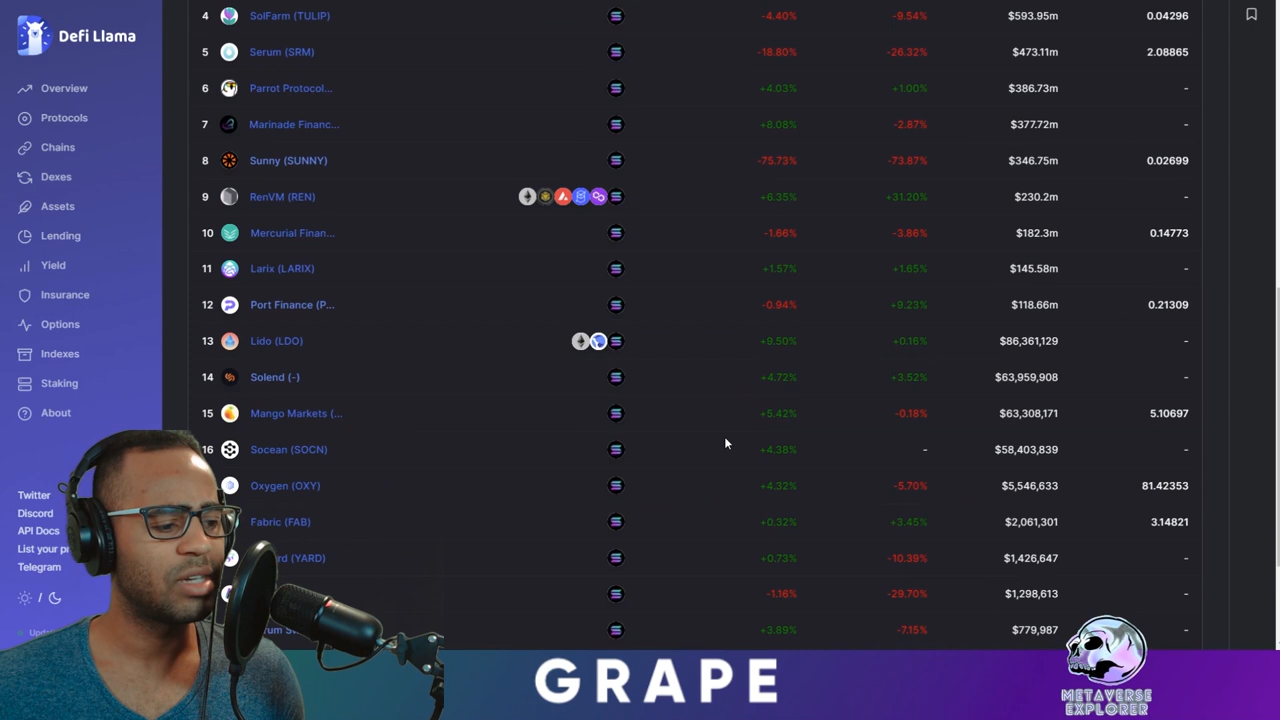 Defi Llama
Overview
Protocols
Chains
Dexes
Assets
Lending
Yield
Insurance
Options
Indexes
Staking
About
Twitter
Discord
API Docs
List your
Telegram
/
4 SolFarm (TULIP) -4.40% -9.54% $593.95m 0.04296
5 Serum (SRM) -18.80% -26.32% $473.11m 2.08865
6 Parrot Protocol... +4.03% +1.00% $386.73m -
7 Marinade Financ... +8.08% -2.87% $377.72m -
8 Sunny (SUNNY) -75.73% -73.87% $346.75m 0.02699
9 RenVM (REN) +6.35% +31.20% $230.2m -
10 Mercurial Finan... -1.66% -3.86% $182.3m 0.14773
11 Larix (LARIX) +1.57% +1.65% $145.58m -
12 Port Finance (P... -0.94% +9.23% $118.66m 0.21309
13 Lido (LDO) +9.50% +0.16% $86,361,129 -
14 Solend (-) +4.72% +3.52% $63,959,908 -
15 Mango Markets (... +5.42% -0.18% $63,308,171 5.10697
16 Socean (SOCN) +4.38% - $58,403,839 -
Oxygen (OXY) +4.32% -5.70% $5,546,633 81.42353
Fabric (FAB) +0.32% +3.45% $2,061,301 3.14821
(YARD) +0.73% -10.39% $1,426,647 -
-1.16% -29.70% $1,298,613 -
+3.89% -7.15% $779,987 -
GRAPE
METAVERSE
EXPLORER